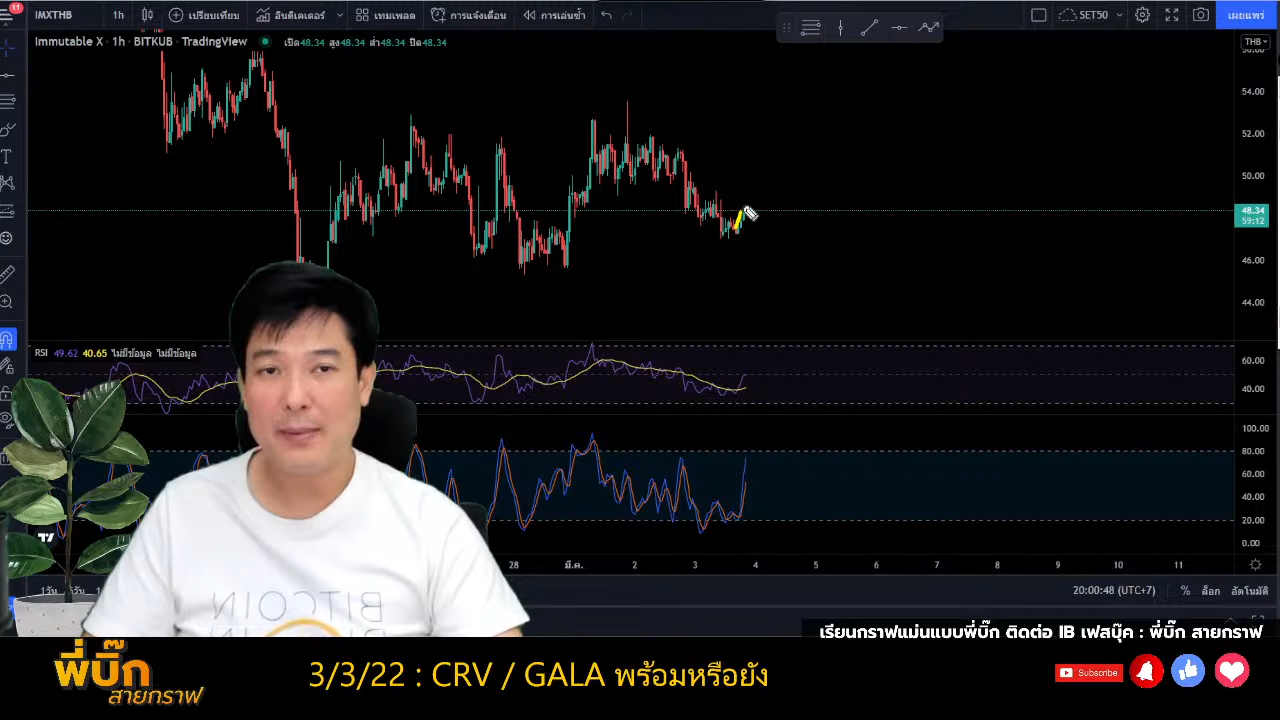 11
IMXTHB
1h
เปรียบเทียบ
อินดิเคเตอร์
เทมเพลต
การแจ้งเตือน
การเล่นซ้ำ
SET50
เผยแพร่
Immutable X · 1h · BITKUB · TradingView
เปิด48.34 สูง48.34 ต่ำ48.34 ปิด48.34
THB
54.00
52.00
50.00
48.34
59:12
46.00
44.00
RSI 49.62 40.65 ไม่มีข้อมูล ไม่มีข้อมูล
60.00
40.00
100.00
80.00
60.00
40.00
20.00
0.00
28 มี.ค. 2 3 4 5 6 7 8 9 10 11
1วัน
20:00:48 (UTC+7) % ล็อก อัตโนมัติ
BITCOIN
เรียนกราฟแม่นแบบพี่บิ๊ก ติดต่อ IB เฟสบุ๊ค : พี่บิ๊ก สายกราฟ
พี่บิ๊ก
สายกราฟ
3/3/22 : CRV / GALA พร้อมหรือยัง
Subscribe